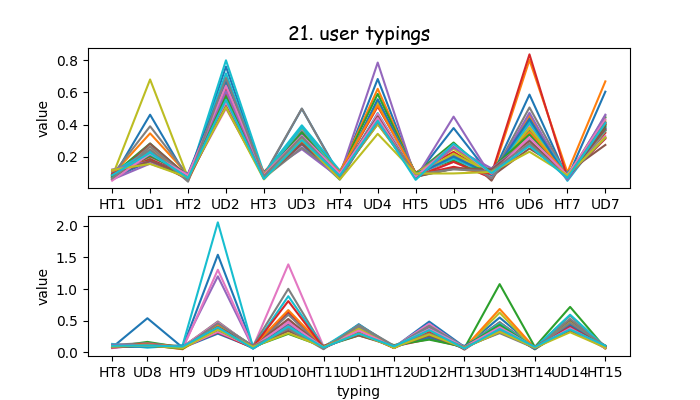 21. user typings
value
0.8
0.6
0.4
0.2
HT1 UD1 HT2 UD2 HT3 UD3 HT4 UD4 HT5 UD5 HT6 UD6 HT7 UD7
value
2.0
1.5
1.0
0.5
0.0
HT8 UD8 HT9 UD9 HT10 UD10 HT11 UD11 HT12 UD12 HT13 UD13 HT14 UD14 HT15
typing